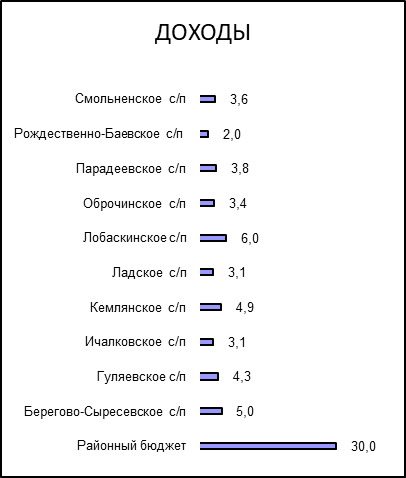 ДОХОДЫ
Смольненское с/п 3,6
Рождественно-Баевское с/п 2,0
Парадеевское с/п 3,8
Оброчинское с/п 3,4
Лобаскинское с/п 6,0
Ладское с/п 3,1
Кемлянское с/п 4,9
Ичалковское с/п 3,1
Гуляевское с/п 4,3
Берегово-Сыресевское с/п 5,0
Районный бюджет 30,0